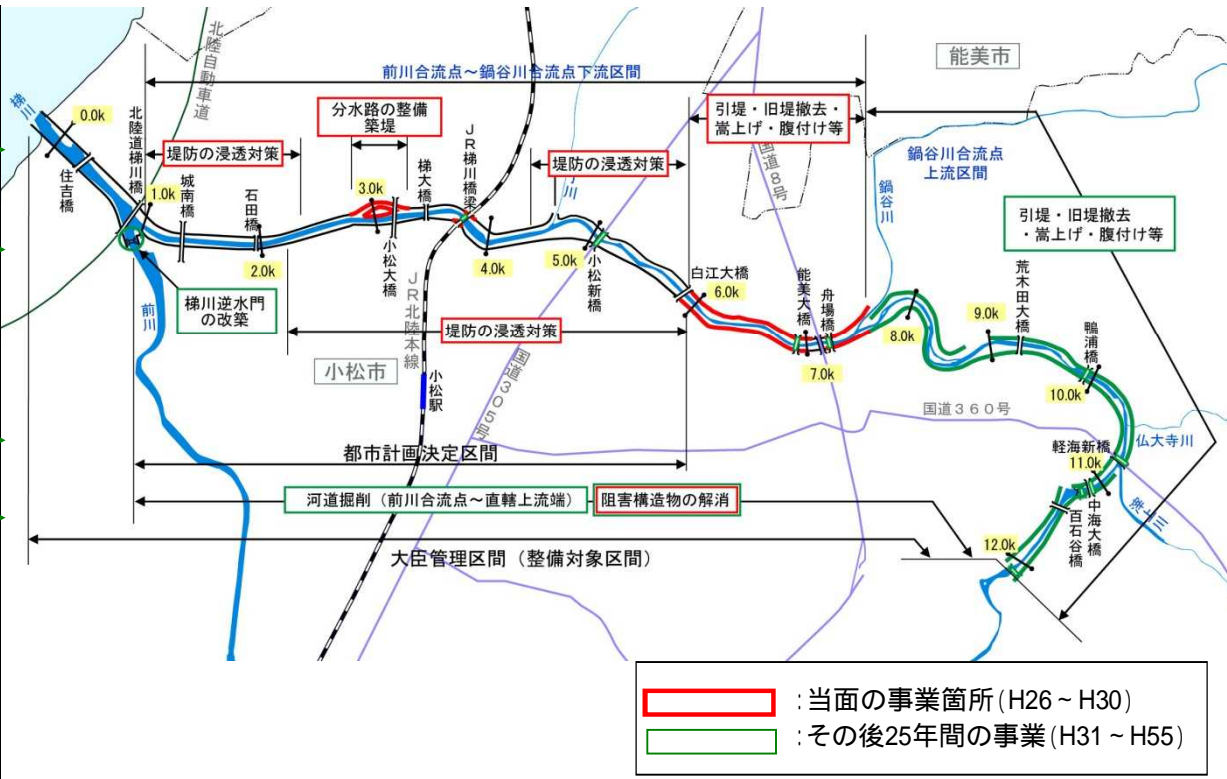 能美市
前川合流点～鍋谷川合流点下流区間
北陸自動車道
梯川
0.0k
住吉橋
北陸道梯川橋
1.0k
堤防の浸透対策
城南橋
石田橋
2.0k
分水路の整備
築堤
3.0k
小松大橋
梯大橋
JR梯川橋梁
4.0k
堤防の浸透対策
川
5.0k
小松新橋
引堤・旧堤撤去・
嵩上げ・腹付け等
国道8号
白江大橋
6.0k
能美大橋
舟場橋
7.0k
鍋谷川
鍋谷川合流点
上流区間
引堤・旧堤撤去
・嵩上げ・腹付け等
8.0k
9.0k
荒木田大橋
鴨浦橋
10.0k
梯川逆水門
の改築
前川
堤防の浸透対策
小松市
JR北陸本線
小松駅
国道305号
国道360号
仏大寺川
軽海新橋
11.0k
滓上川
中海大橋
百石谷橋
12.0k
都市計画決定区間
河道掘削（前川合流点～直轄上流端）
阻害構造物の解消
大臣管理区間（整備対象区間）
:当面の事業箇所(H26～H30)
:その後25年間の事業(H31～H55)